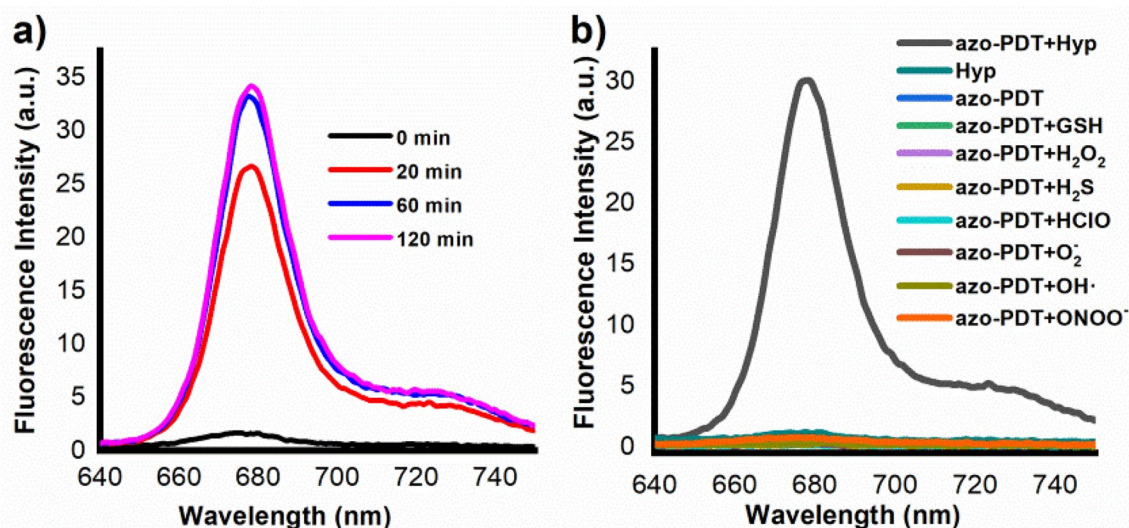 a)
Fluorescence Intensity (a.u.)
35
30
25
20
15
10
5
0
0 min
20 min
60 min
120 min
640 660 680 700 720 740
Wavelength (nm)
b)
Fluorescence Intensity (a.u.)
30
25
20
15
10
5
0
azo-PDT+Hyp
Hyp
azo-PDT
azo-PDT+GSH
azo-PDT+H₂O₂
azo-PDT+H₂S
azo-PDT+HClO
azo-PDT+O₂⁻
azo-PDT+OH·
azo-PDT+ONOO⁻
640 660 680 700 720 740
Wavelength (nm)